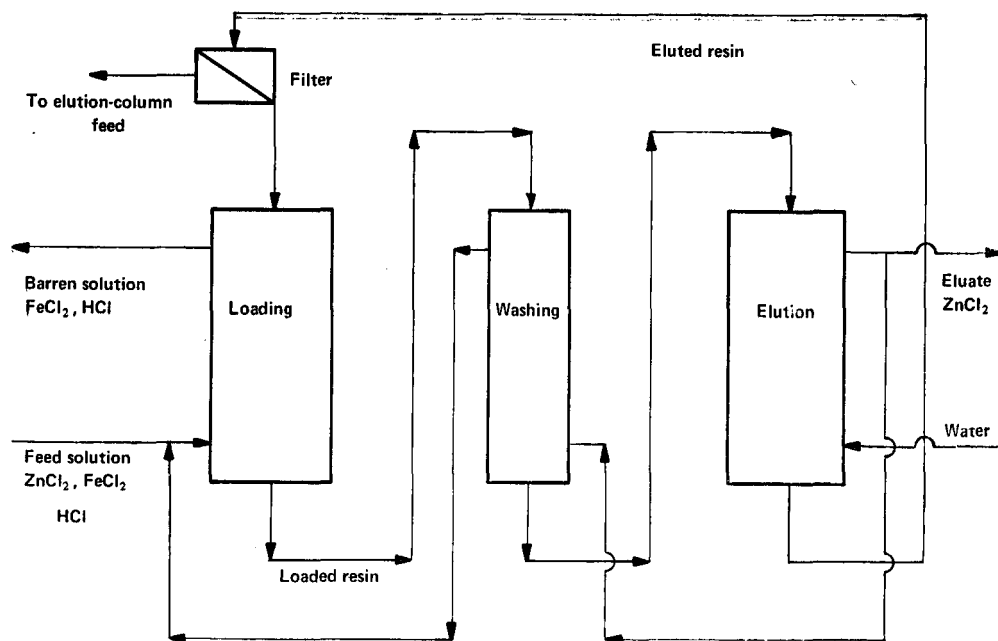 Eluted resin
Filter
To elution-column
feed
Barren solution
FeCl₂, HCl
Loading
Washing
Elution
Eluate
ZnCl₂
Feed solution
ZnCl₂, FeCl₂
HCl
Water
Loaded resin